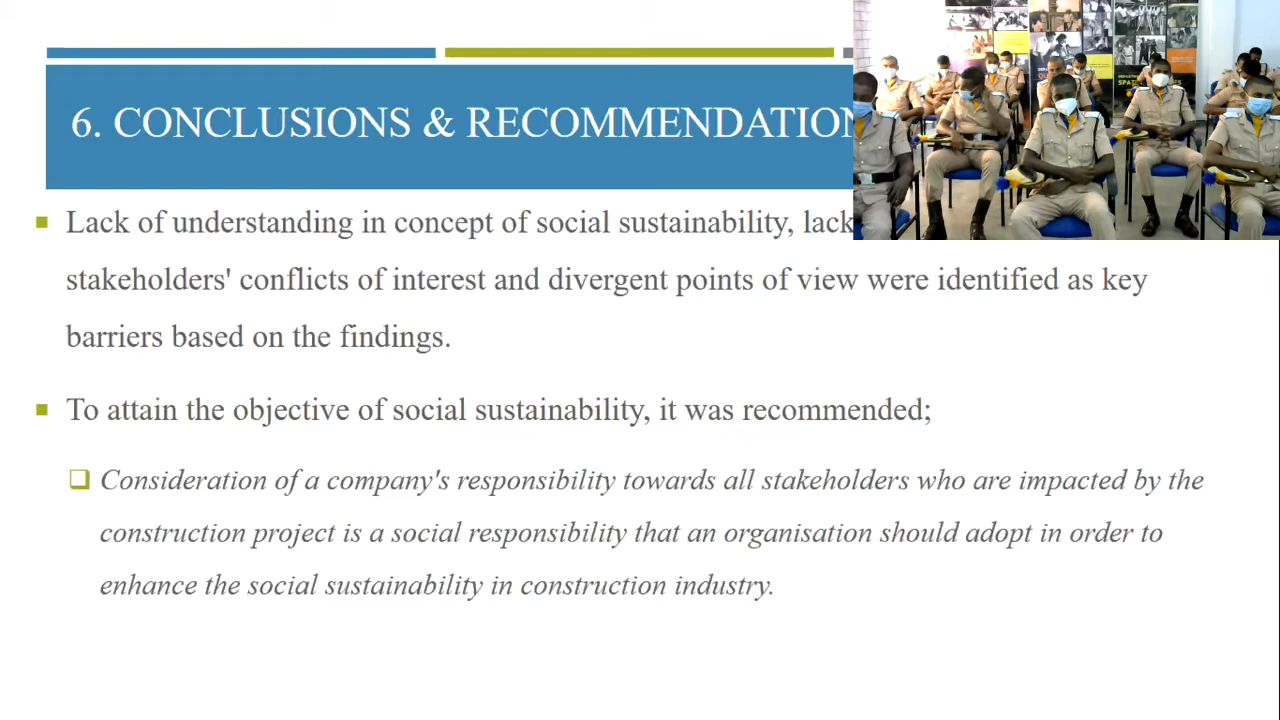 6. CONCLUSIONS & RECOMMENDATION
Lack of understanding in concept of social sustainability, lack
stakeholders' conflicts of interest and divergent points of view were identified as key
barriers based on the findings.
To attain the objective of social sustainability, it was recommended;
Consideration of a company's responsibility towards all stakeholders who are impacted by the
construction project is a social responsibility that an organisation should adopt in order to
enhance the social sustainability in construction industry.